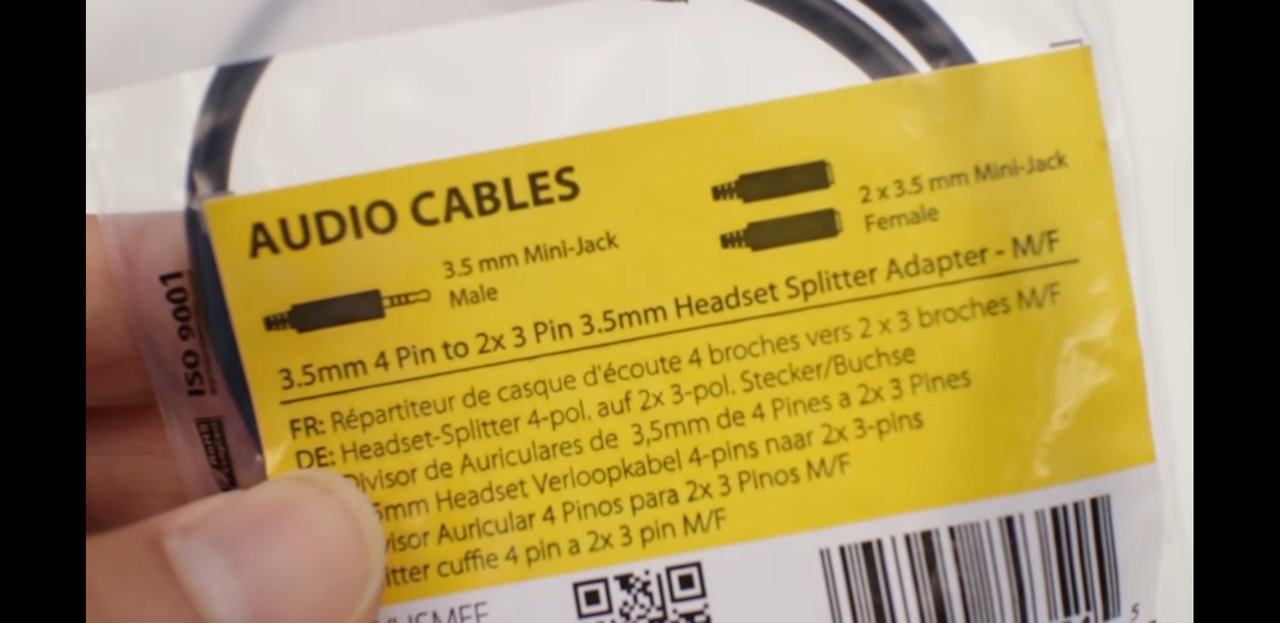 AUDIO CABLES
3.5 mm Mini-Jack
Male
2 x 3.5 mm Mini-Jack
Female
3.5mm 4 Pin to 2x 3 Pin 3.5mm Headset Splitter Adapter - M/F
FR: Répartiteur de casque d'écoute 4 broches vers 2 x 3 broches M/F
DE: Headset-Splitter 4-pol. auf 2x 3-pol. Stecker/Buchse
Divisor de Auriculares de 3,5mm de 4 Pines a 2x 3 Pines
5mm Headset Verloopkabel 4-pins naar 2x 3-pins
visor Auricular 4 Pinos para 2x 3 Pinos M/F
itter cuffie 4 pin a 2x 3 pin M/F
ISO 9001
5